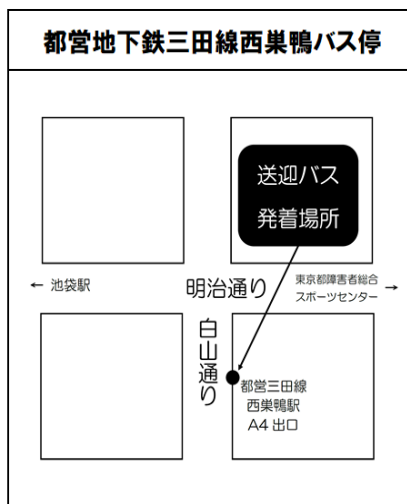 都営地下鉄三田線西巣鴨バス停
送迎バス
発着場所
← 池袋駅
明治通り
東京都障害者総合
スポーツセンター →
白山通り
都営三田線
西巣鴨駅
A4 出口